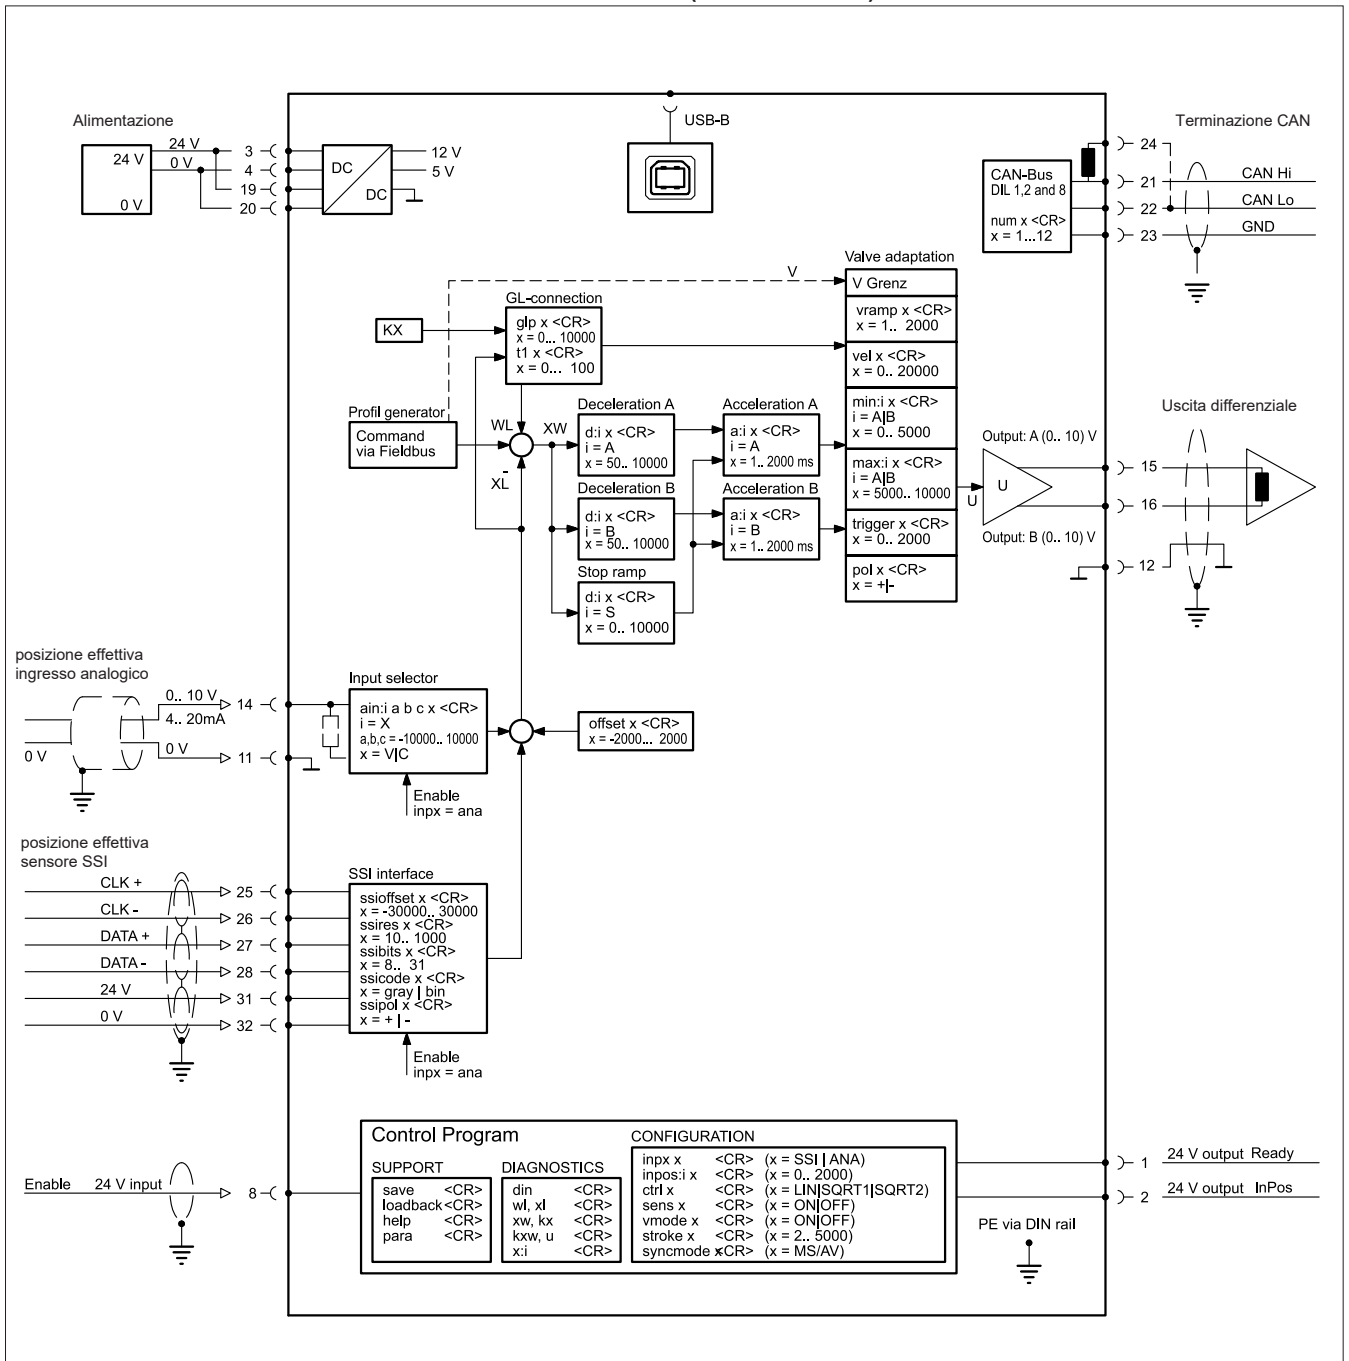 Alimentazione
24 V
0 V
24 V
0 V
3
4
19
20
DC
DC
12 V
5 V
USB-B
Terminazione CAN
CAN-Bus
DIL 1,2 and 8
num x <CR>
x = 1...12
24
21
22
23
CAN Hi
CAN Lo
GND
Valve adaptation
V
V Grenz
vramp x <CR>
x = 1.. 2000
vel x <CR>
x = 0.. 20000
min:i x <CR>
i = A|B
x = 0.. 5000
max:i x <CR>
i = A|B
x = 5000.. 10000
trigger x <CR>
x = 0.. 2000
pol x <CR>
x = +|-
GL-connection
glp x <CR>
x = 0... 10000
t1 x <CR>
x = 0... 100
KX
Profil generator
Command
via Fieldbus
WL
XW
-
XL
Deceleration A
d:i x <CR>
i = A
x = 50.. 10000
Acceleration A
a:i x <CR>
i = A
x = 1.. 2000 ms
Deceleration B
d:i x <CR>
i = B
x = 50.. 10000
Acceleration B
a:i x <CR>
i = B
x = 1.. 2000 ms
Stop ramp
d:i x <CR>
i = S
x = 0.. 10000
Uscita differenziale
Output: A (0.. 10) V
U
U
Output: B (0.. 10) V
15
16
12
posizione effettiva
ingresso analogico
0 V
0.. 10 V
4.. 20mA
0 V
14
11
Input selector
ain:i a b c x <CR>
i = X
a,b,c = -10000.. 10000
x = V|C
Enable
inpx = ana
offset x <CR>
x = -2000... 2000
posizione effettiva
sensore SSI
CLK +
CLK -
DATA +
DATA -
24 V
0 V
25
26
27
28
31
32
SSI interface
ssioffset x <CR>
x = -30000.. 30000
ssires x <CR>
x = 10.. 1000
ssibits x <CR>
x = 8.. 31
ssicode x <CR>
x = gray | bin
ssipol x <CR>
x = + | -
Enable
inpx = ana
Enable 24 V input
8
Control Program
SUPPORT
save <CR>
loadback <CR>
help <CR>
para <CR>
DIAGNOSTICS
din <CR>
wl, xl <CR>
xw, kx <CR>
kxw, u <CR>
x:i <CR>
CONFIGURATION
inpx x <CR> (x = SSI | ANA)
inpos:i x <CR> (x = 0.. 2000)
ctrl x <CR> (x = LIN|SQRT1|SQRT2)
sens x <CR> (x = ON|OFF)
vmode x <CR> (x = ON|OFF)
stroke x <CR> (x = 2.. 5000)
syncmode x <CR> (x = MS/AV)
1
2
24 V output Ready
24 V output InPos
PE via DIN rail